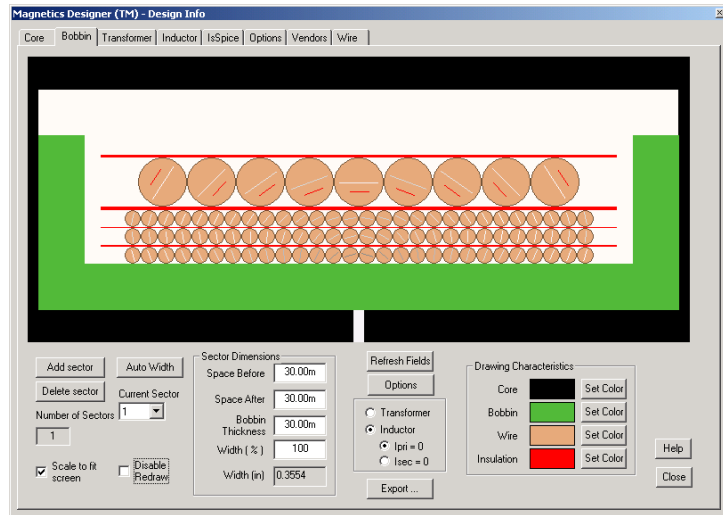 Magnetics Designer (TM) - Design Info
Core Bobbin Transformer Inductor IsSpice Options Vendors Wire
Add sector Auto Width
Delete sector Current Sector
Number of Sectors 1
1
Scale to fit screen
Disable Redraw
Sector Dimensions
Space Before 30.00m
Space After 30.00m
Bobbin Thickness 30.00m
Width ( % ) 100
Width (in) 0.3554
Refresh Fields
Options
Transformer
Inductor
Ipri = 0
Isec = 0
Export ...
Drawing Characteristics
Core Set Color
Bobbin Set Color
Wire Set Color
Insulation Set Color
Help
Close